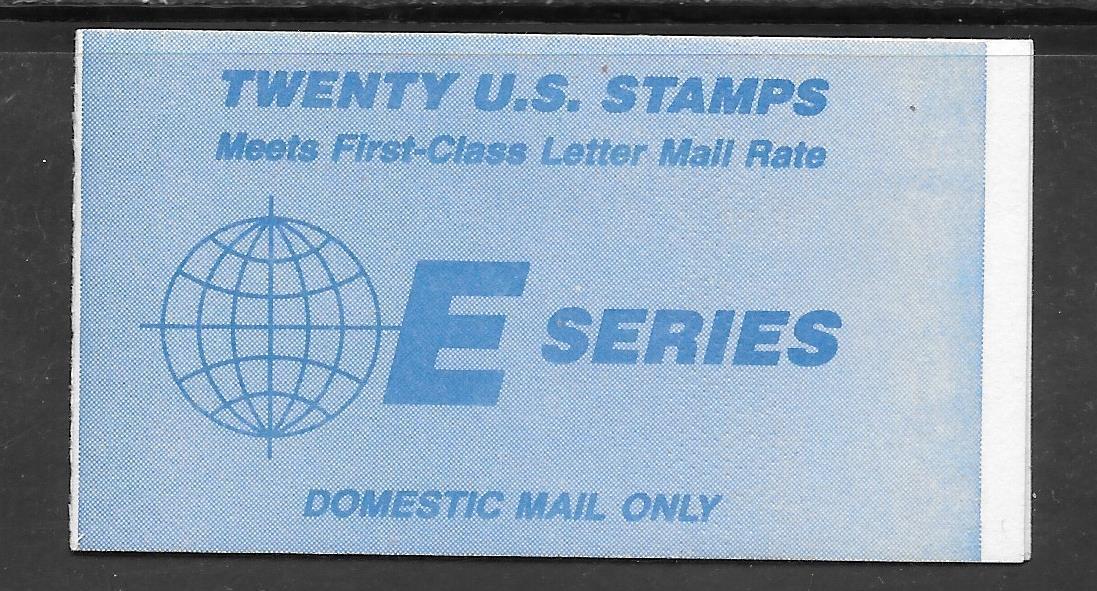 TWENTY U.S. STAMPS
Meets First-Class Letter Mail Rate
E SERIES
DOMESTIC MAIL ONLY